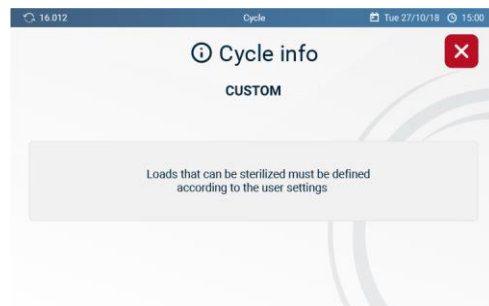 16.012 Cycle Tue 27/10/18 15:00
Cycle info
CUSTOM
Loads that can be sterilized must be defined
according to the user settings